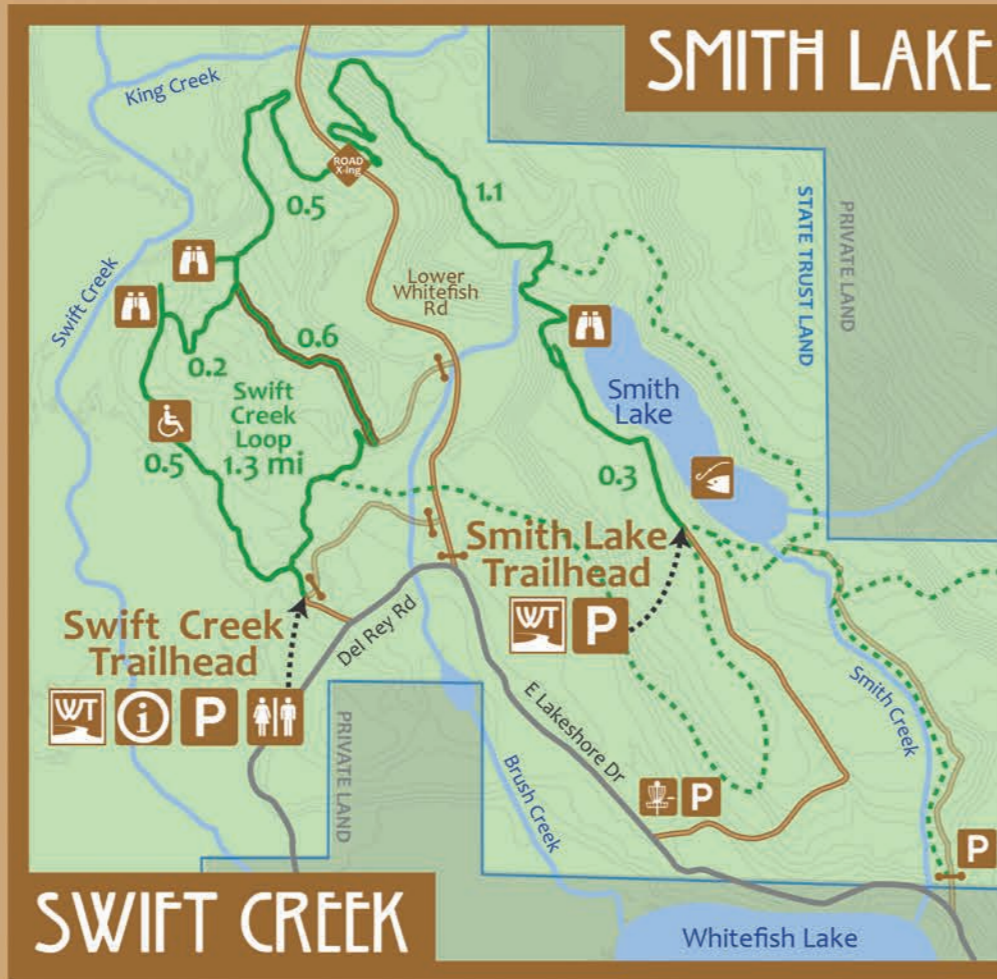 SMITH LAKE
King Creek
ROAD
X-ing
0.5
1.1
STATE TRUST LAND
PRIVATE LAND
Swift Creek
Lower
Whitefish
Rd
0.6
0.2
Swift
Creek
Loop
1.3 mi
0.5
Smith
Lake
0.3
Smith Lake
Trailhead
WT
P
Swift Creek
Trailhead
WT
i
P
Del Rey Rd
PRIVATE LAND
E Lakeshore Dr
Brush Creek
Smith Creek
P
P
SWIFT CREEK
Whitefish Lake